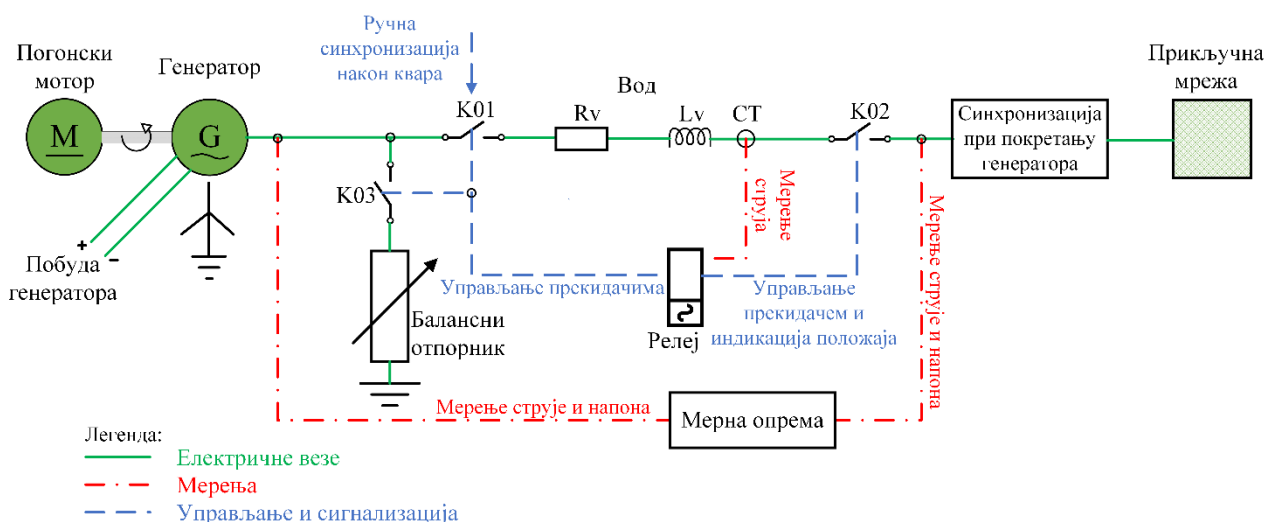 Ручна
синхронизација
након квара
Погонски
мотор
Генератор
Прикључна
мрежа
Вод
K01
Rv
Lv
CT
K02
Синхронизација
при покретању
генератора
M
G
K03
Мерење
струја
Мерење струје и напона
+
−
Побуда
генератора
Управљање прекидачима
Управљање
прекидачем и
индикација положаја
Балансни
отпорник
Релеј
Мерење струје и напона
Мерна опрема
Легенда:
Електричне везе
Мерења
Управљање и сигнализација